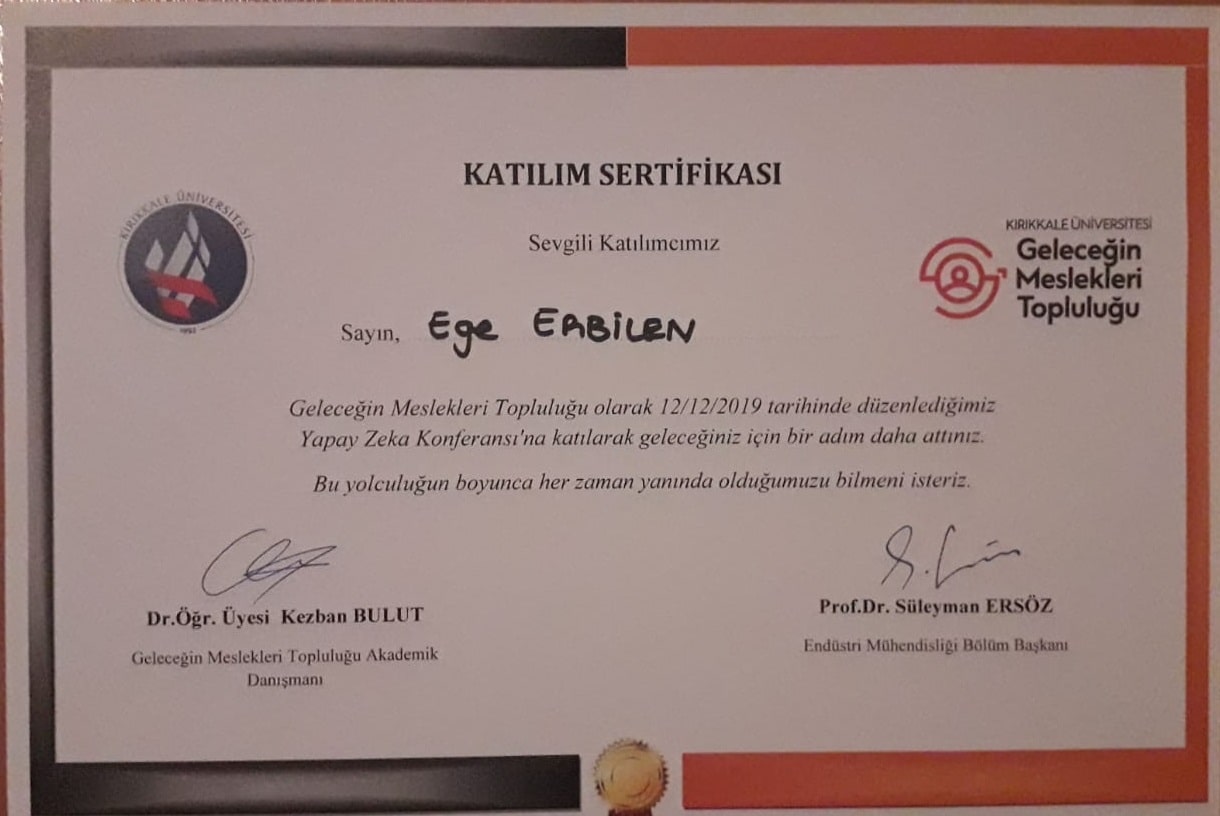 KATILIM SERTİFİKASI
KIRIKKALE ÜNİVERSİTESİ
1992
KIRIKKALE ÜNİVERSİTESİ
Geleceğin
Meslekleri
Topluluğu
Sevgili Katılımcımız
Sayın, Ege ERBiLEN
Geleceğin Meslekleri Topluluğu olarak 12/12/2019 tarihinde düzenlediğimiz
Yapay Zeka Konferansı'na katılarak geleceğiniz için bir adım daha attınız.
Bu yolculuğun boyunca her zaman yanında olduğumuzu bilmeni isteriz.
Dr.Öğr. Üyesi Kezban BULUT
Geleceğin Meslekleri Topluluğu Akademik
Danışmanı
Prof.Dr. Süleyman ERSÖZ
Endüstri Mühendisliği Bölüm Başkanı